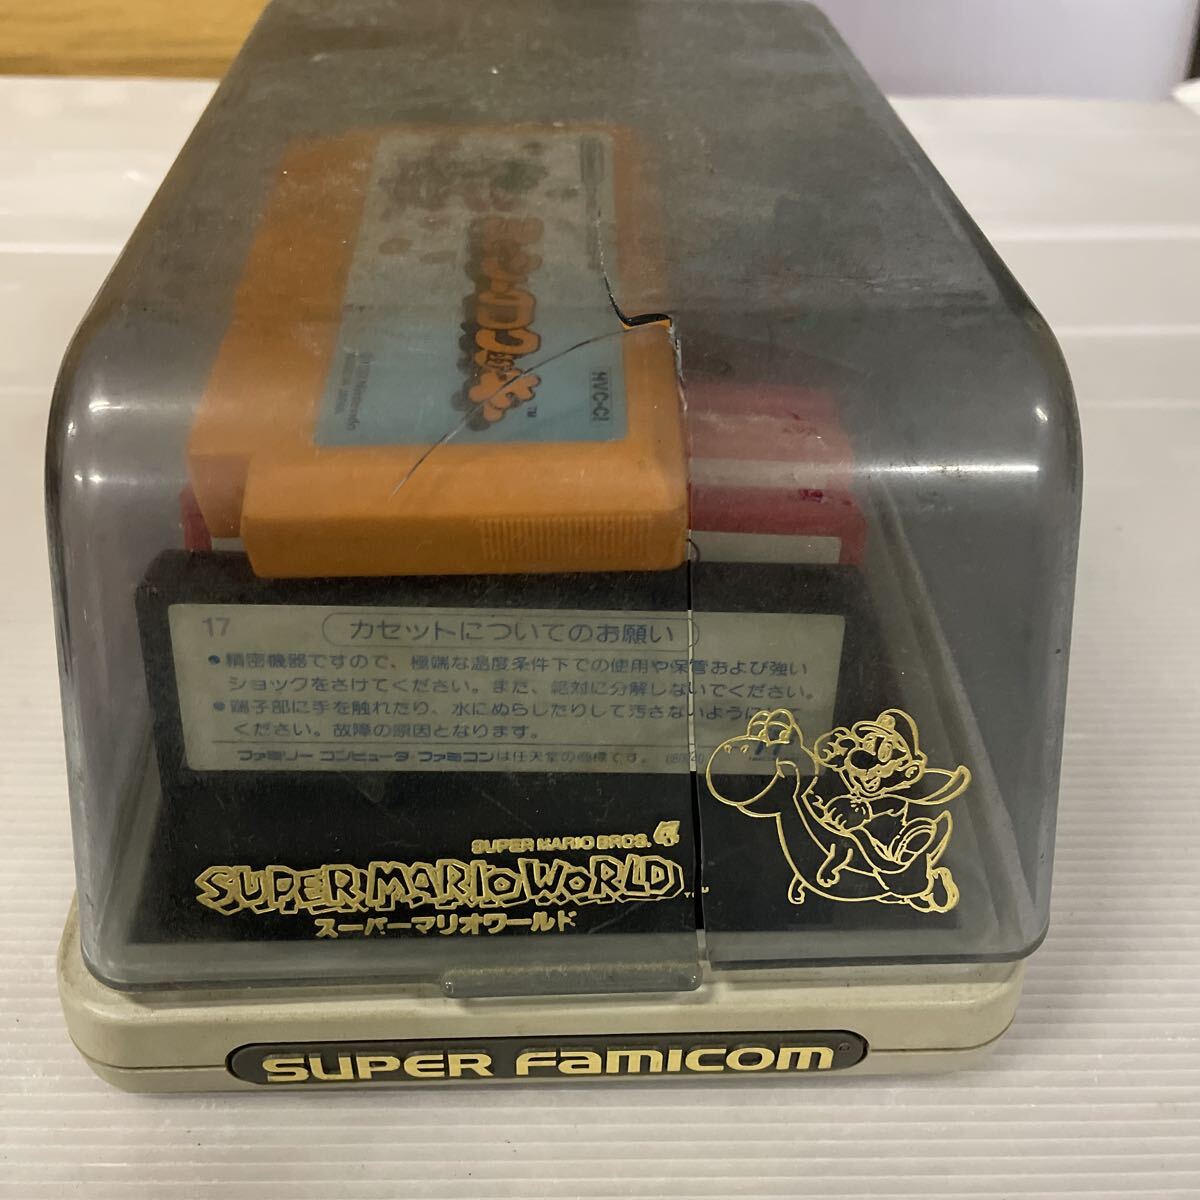 HVC-CI
TM
17
カセットについてのお願い
●精密機器ですので、極端な温度条件下での使用や保管および強い
ショックをさけてください。また、絶対に分解しないでください。
●端子部に手を触れたり、水にぬらしたりして汚さないようにして
ください。故障の原因となります。
ファミリーコンピュータ・ファミコンは任天堂の商標です。
SUPER MARIO BROS. 4
SUPER MARIO WORLD TM
スーパーマリオワールド
SUPER FAMICOM